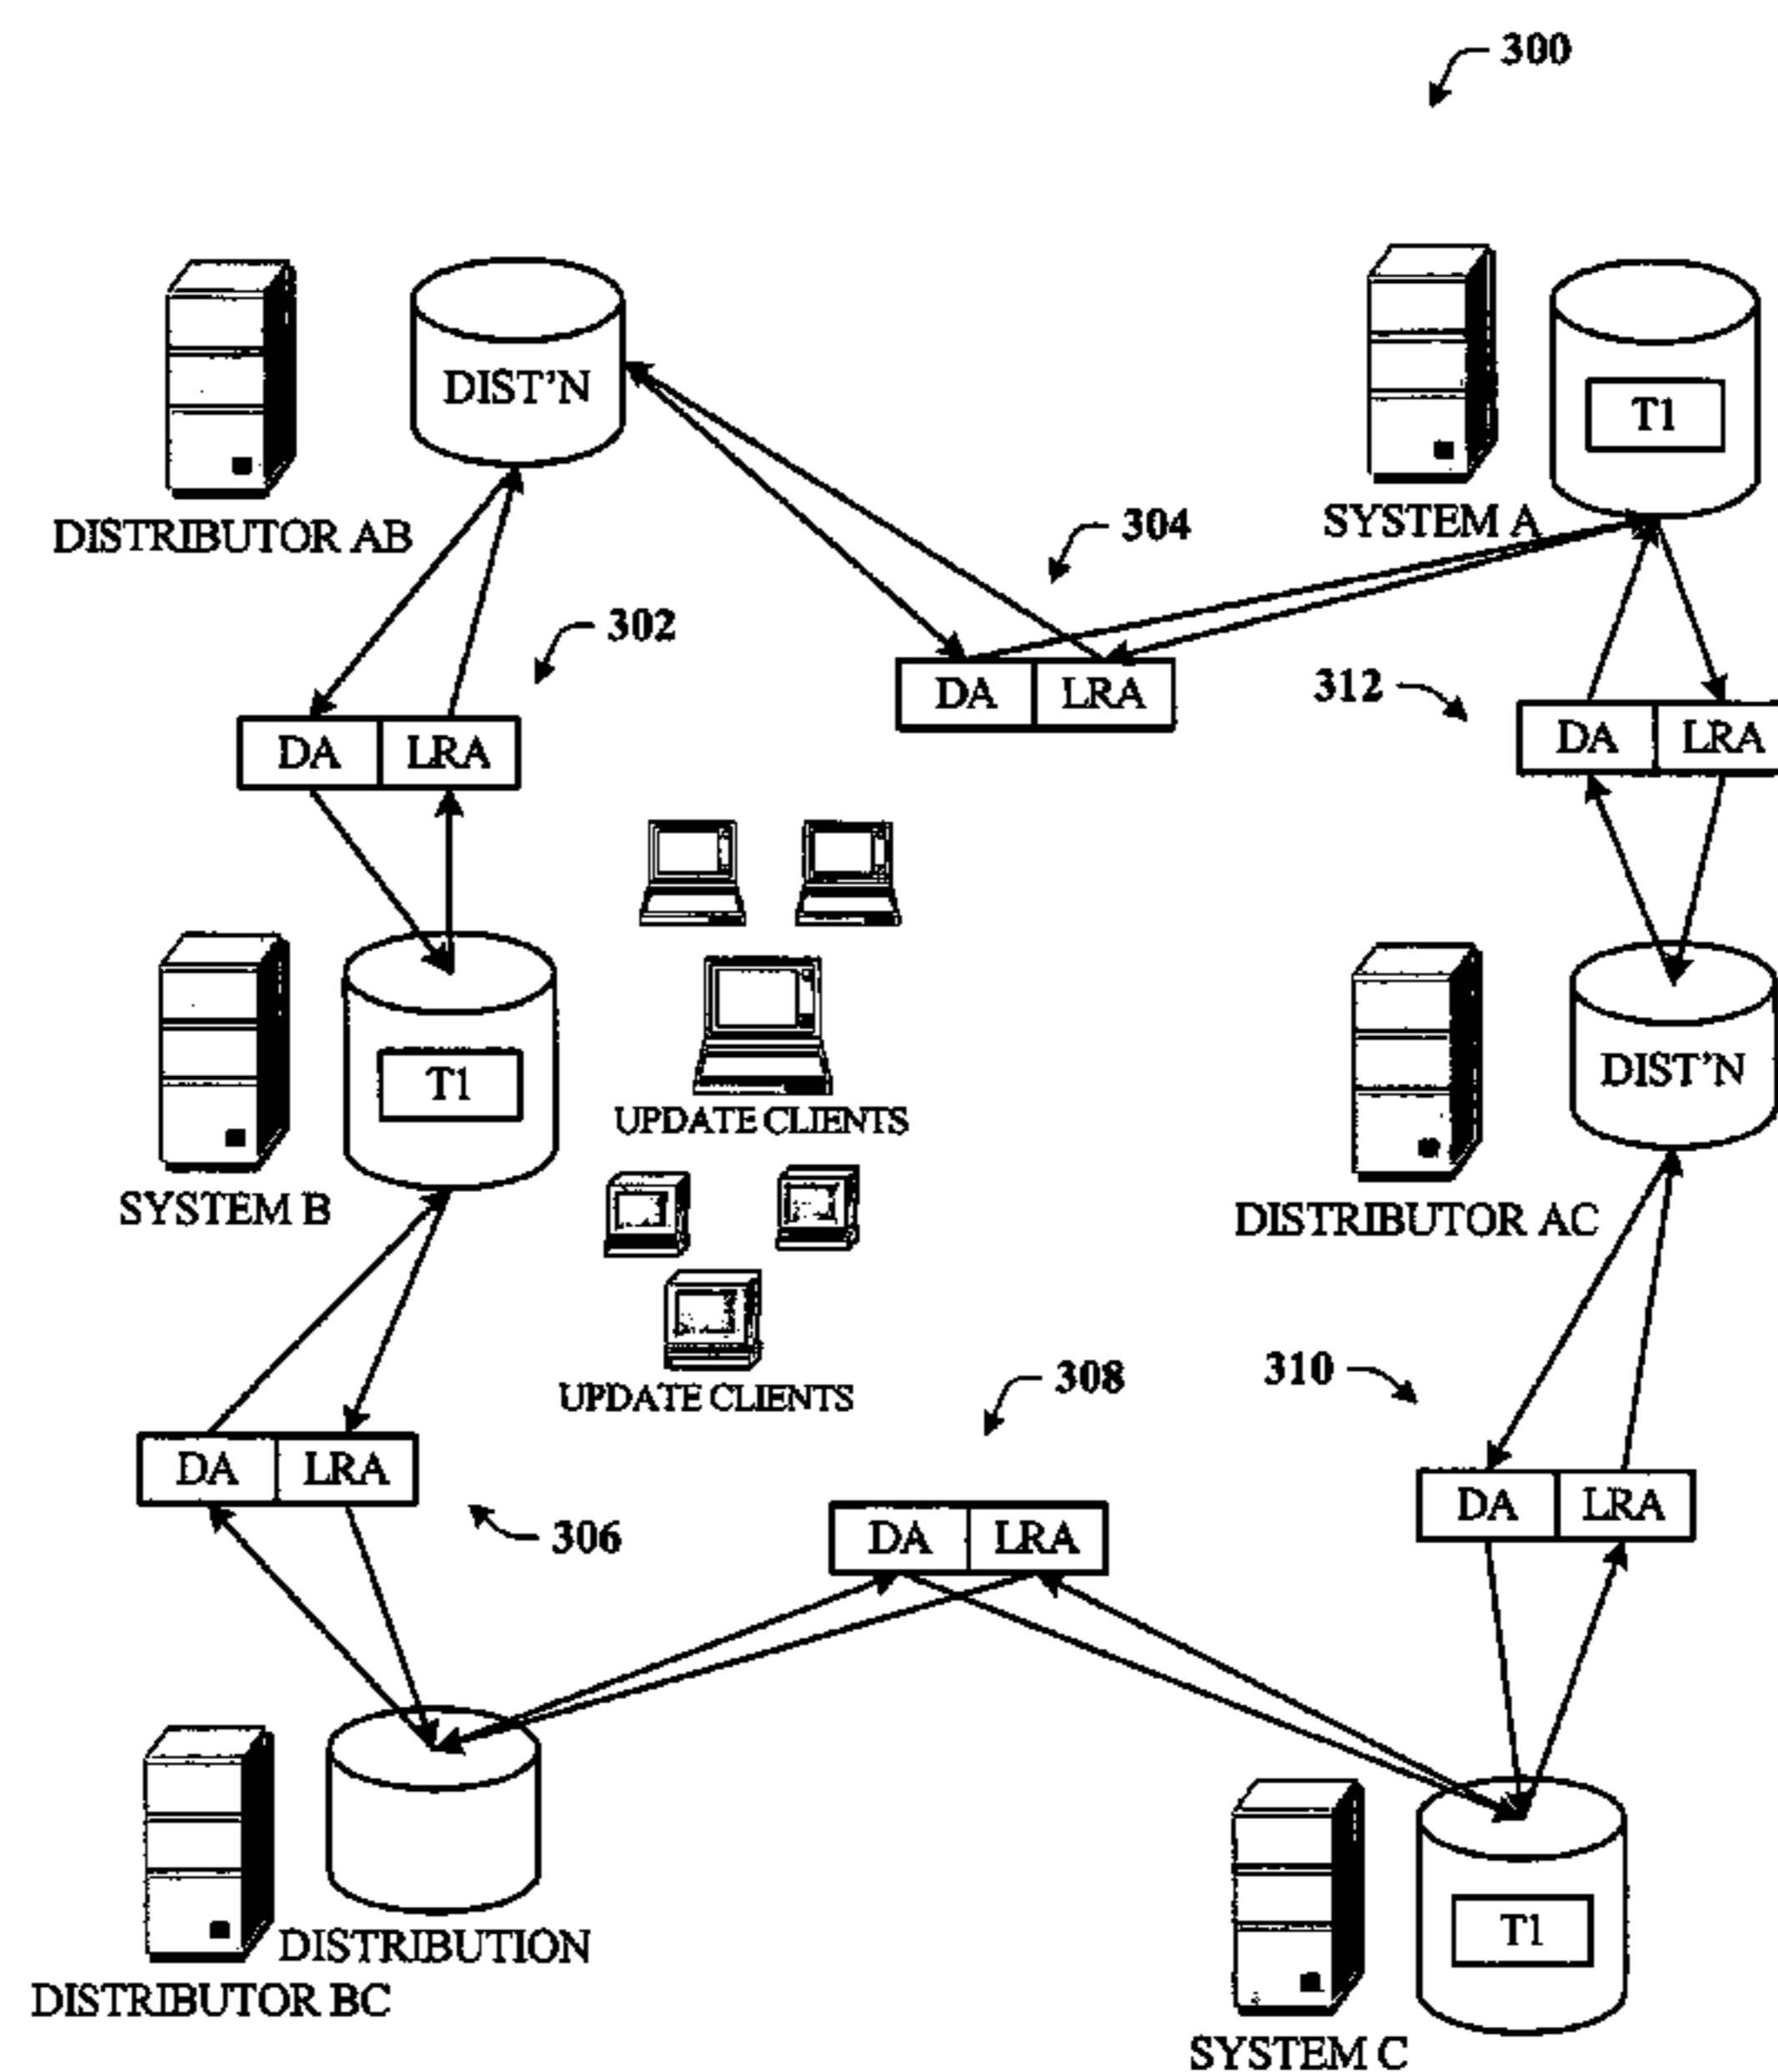 300
DIST'N
T1
DISTRIBUTOR AB
SYSTEM A
304
302
DA LRA
312
DA LRA
DA LRA
T1
DIST'N
UPDATE CLIENTS
SYSTEM B
DISTRIBUTOR AC
UPDATE CLIENTS
308
310
DA LRA
306
DA LRA
DA LRA
DISTRIBUTION
DISTRIBUTOR BC
T1
SYSTEM C